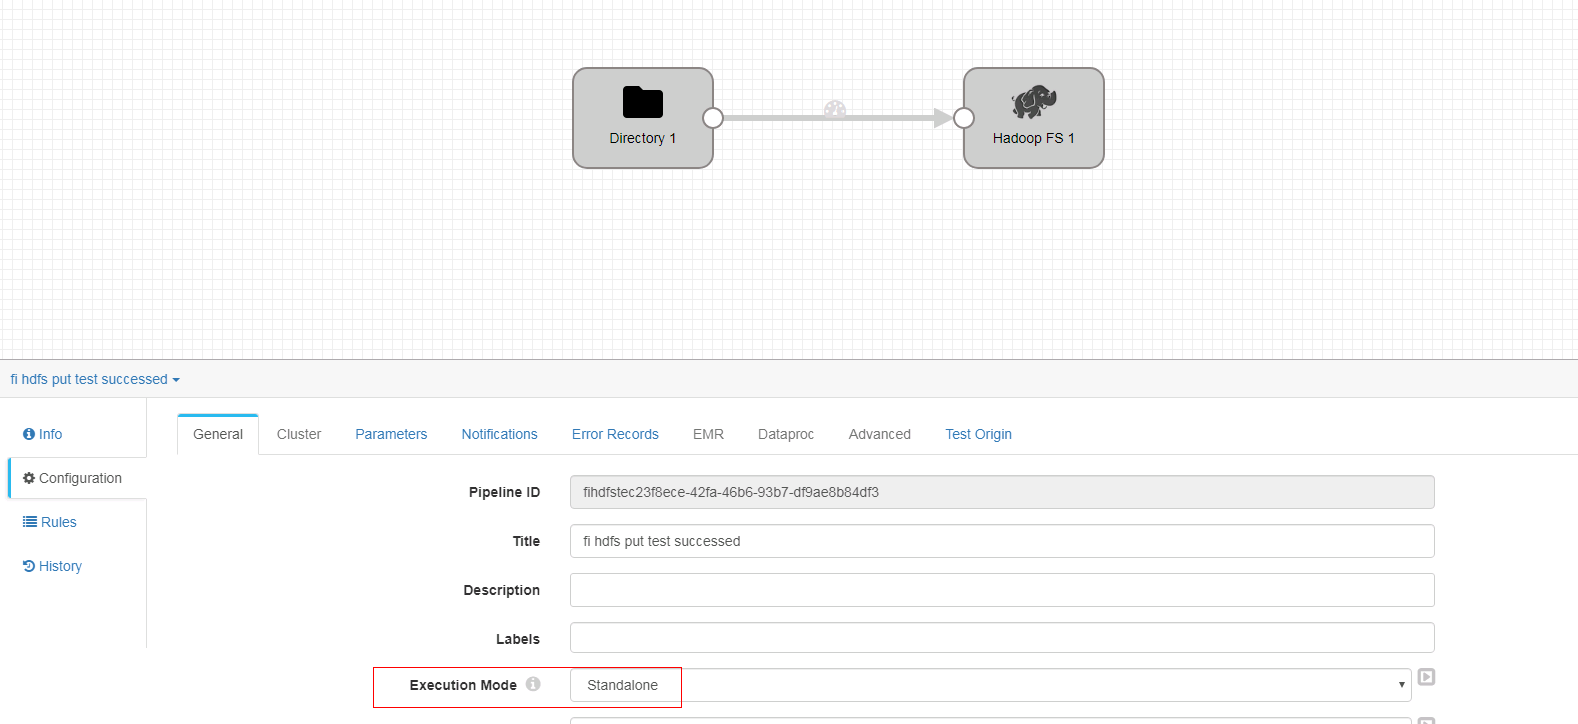 Directory 1
Hadoop FS 1
fi hdfs put test successed
Info
Configuration
Rules
History
General Cluster Parameters Notifications Error Records EMR Dataproc Advanced Test Origin
Pipeline ID fihdfstec23f8ece-42fa-46b6-93b7-df9ae8b84df3
Title fi hdfs put test successed
Description
Labels
Execution Mode Standalone